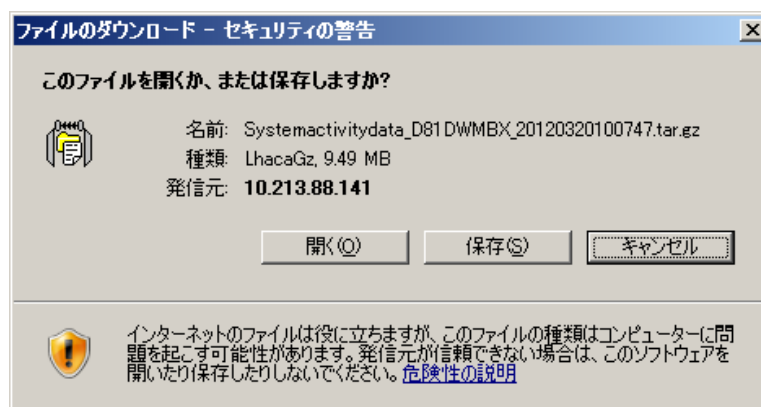 ファイルのダウンロード - セキュリティの警告
このファイルを開くか、または保存しますか?
名前: Systemactivitydata_D81DWMBX_20120320100747.tar.gz
種類: LhacaGz, 9.49 MB
発信元: 10.213.88.141
開く(O) 保存(S) キャンセル
インターネットのファイルは役に立ちますが、このファイルの種類はコンピューターに問
題を起こす可能性があります。発信元が信頼できない場合は、このソフトウェアを
開いたり保存したりしないでください。危険性の説明